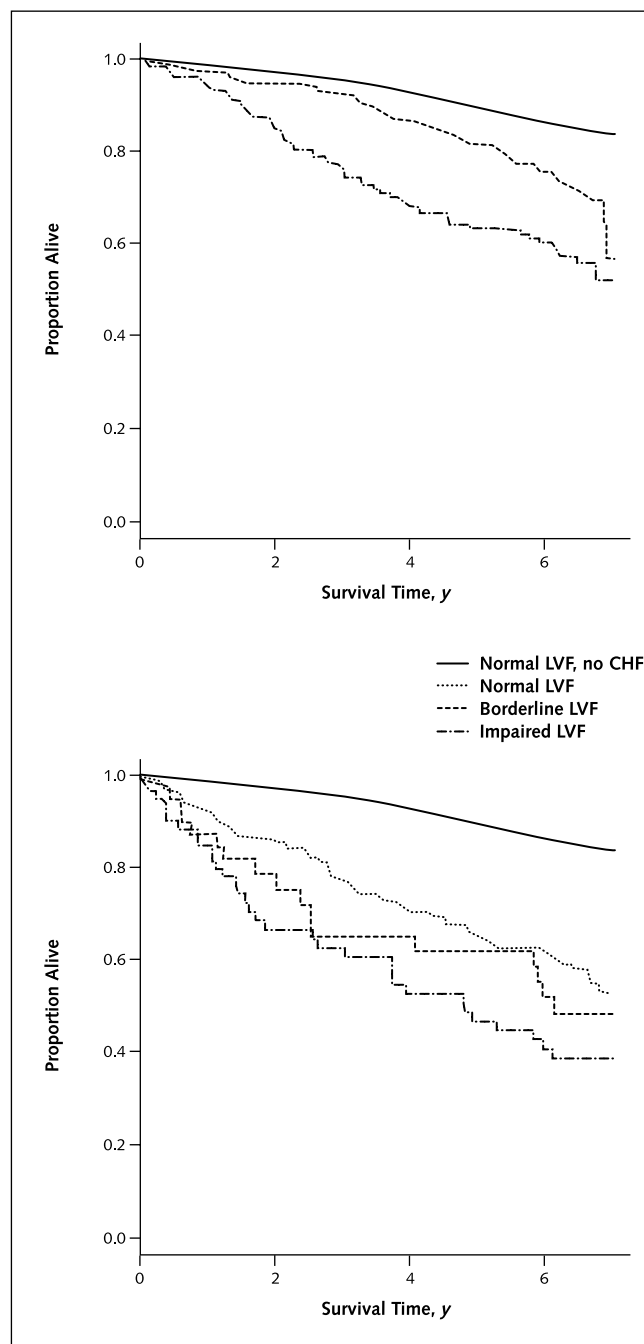 1.0
0.8
0.6
0.4
0.2
0.0
Proportion Alive
0 2 4 6
Survival Time, y
Normal LVF, no CHF
Normal LVF
Borderline LVF
Impaired LVF
1.0
0.8
0.6
0.4
0.2
0.0
Proportion Alive
0 2 4 6
Survival Time, y